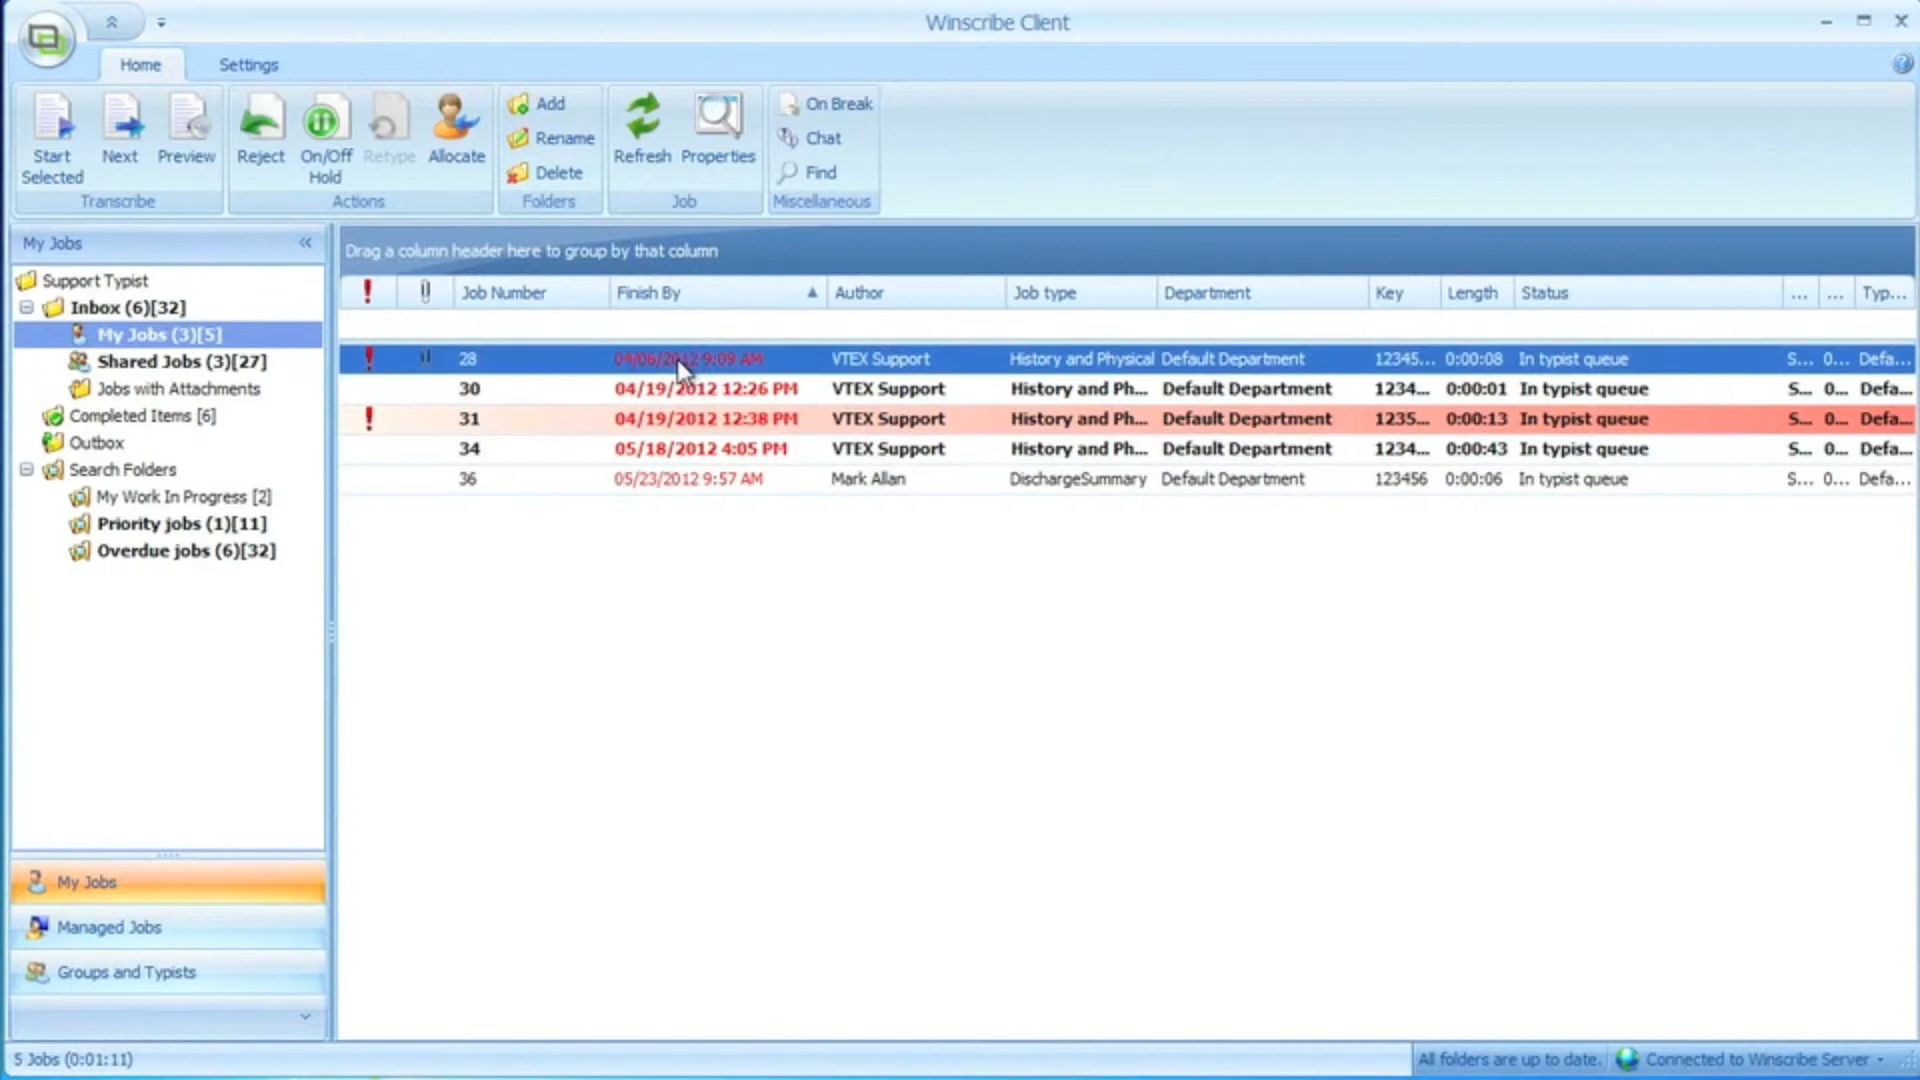 Winscribe Client
Home Settings
Start Selected Next Preview Reject On/Off Hold Retype Allocate Add Rename Delete Refresh Properties On Break Chat Find
Transcribe Actions Folders Job Miscellaneous
My Jobs
Support Typist
Inbox (6)[32]
My Jobs (3)[5]
Shared Jobs (3)[27]
Jobs with Attachments
Completed Items [6]
Outbox
Search Folders
My Work In Progress [2]
Priority jobs (1)[11]
Overdue jobs (6)[32]
My Jobs
Managed Jobs
Groups and Typists
Drag a column header here to group by that column
Job Number Finish By Author Job type Department Key Length Status ... ... Typ...
28 04/06/2012 9:09 AM VTEX Support History and Physical Default Department 12345... 0:00:08 In typist queue S... 0... Defa...
30 04/19/2012 12:26 PM VTEX Support History and Ph... Default Department 1234... 0:00:01 In typist queue S... 0... Defa...
31 04/19/2012 12:38 PM VTEX Support History and Ph... Default Department 1235... 0:00:13 In typist queue S... 0... Defa...
34 05/18/2012 4:05 PM VTEX Support History and Ph... Default Department 1234... 0:00:43 In typist queue S... 0... Defa...
36 05/23/2012 9:57 AM Mark Allan DischargeSummary Default Department 123456 0:00:06 In typist queue S... 0... Defa...
5 Jobs (0:01:11) All folders are up to date. Connected to Winscribe Server